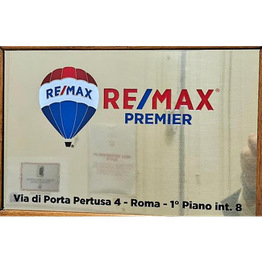 RE/MAX
RE/MAX®
PREMIER
Via di Porta Pertusa 4 - Roma - 1° Piano int. 8